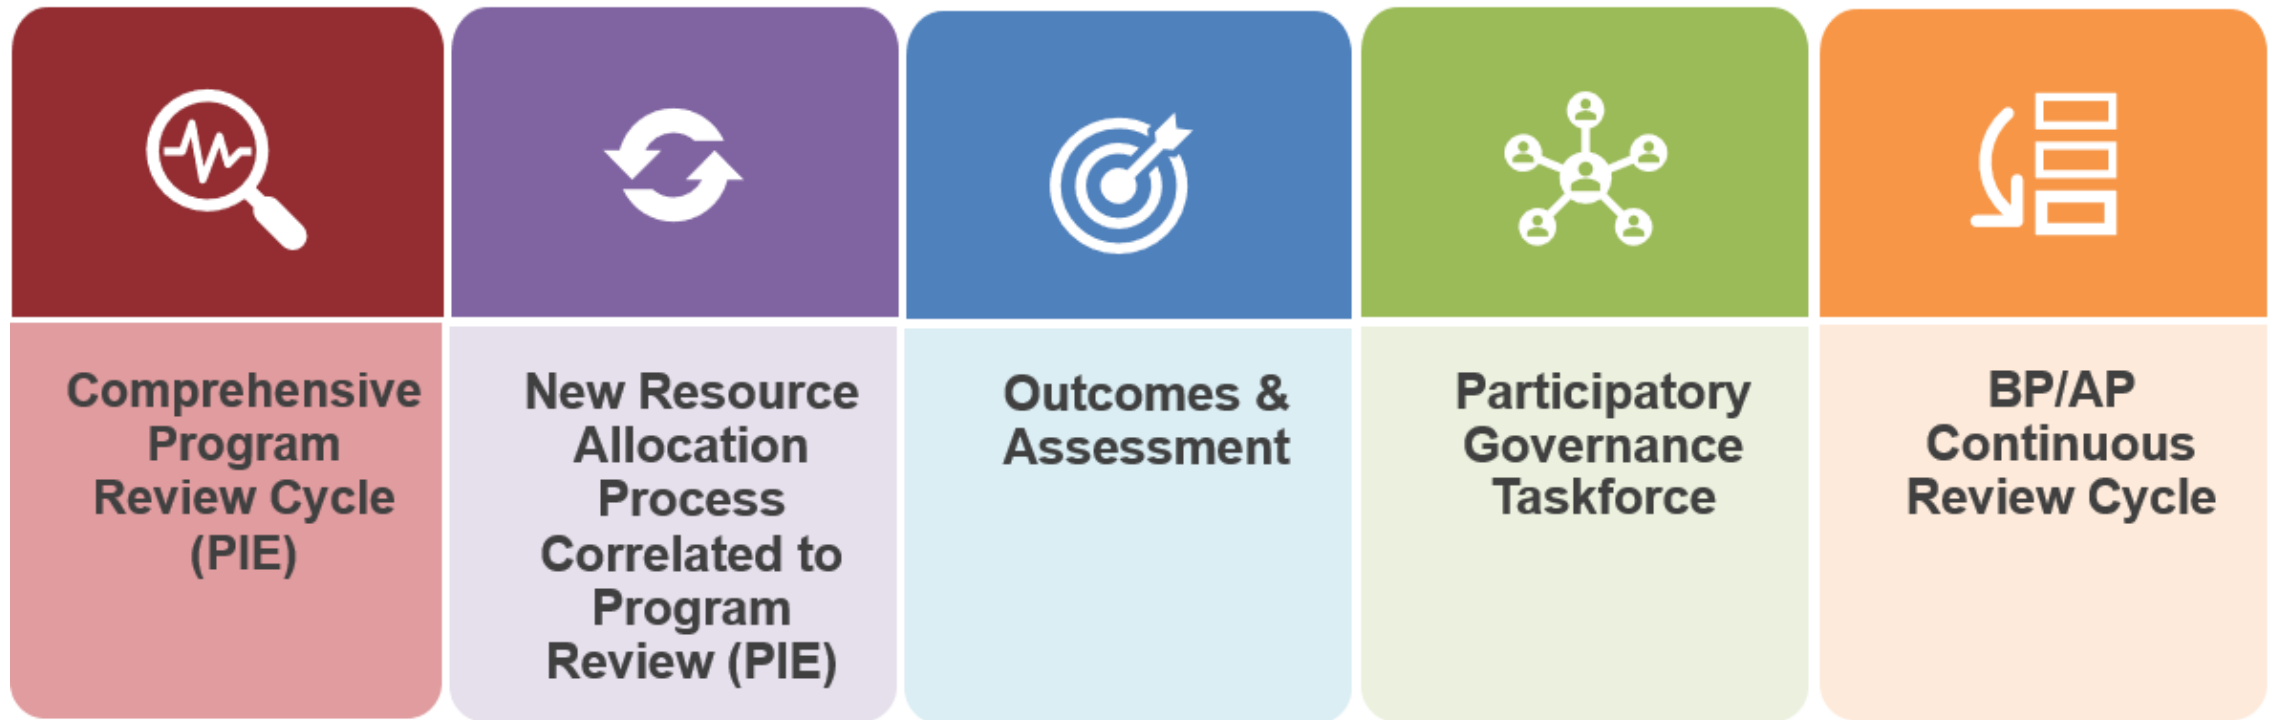 Comprehensive
Program
Review Cycle
(PIE)
New Resource
Allocation
Process
Correlated to
Program
Review (PIE)
Outcomes &
Assessment
Participatory
Governance
Taskforce
BP/AP
Continuous
Review Cycle